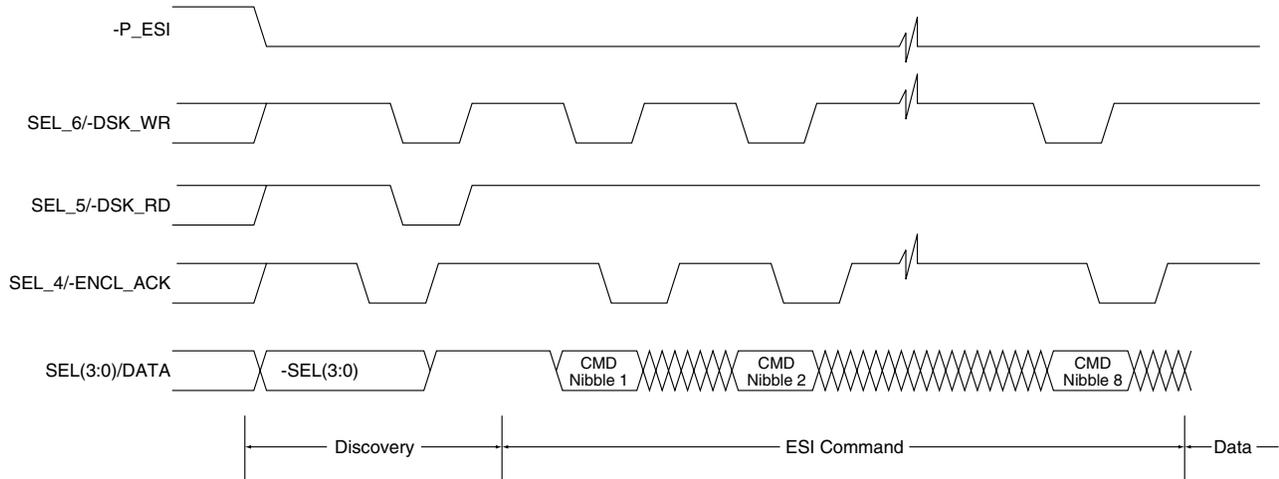 -P_ESI
SEL_6/-DSK_WR
SEL_5/-DSK_RD
SEL_4/-ENCL_ACK
SEL(3:0)/DATA
-SEL(3:0)
CMD
Nibble 1
CMD
Nibble 2
CMD
Nibble 8
Discovery
ESI Command
Data